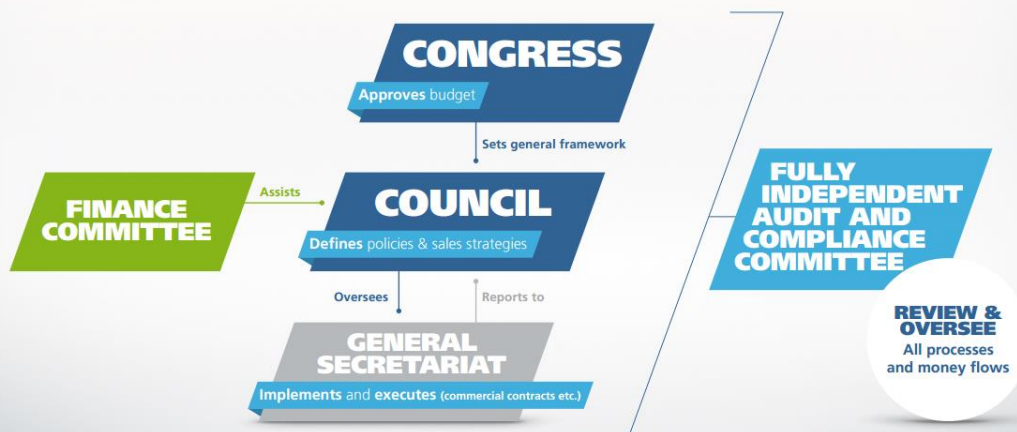 CONGRESS
Approves budget
Sets general framework
FINANCE
COMMITTEE
Assists
COUNCIL
Defines policies & sales strategies
Oversees
Reports to
GENERAL
SECRETARIAT
Implements and executes (commercial contracts etc.)
FULLY
INDEPENDENT
AUDIT AND
COMPLIANCE
COMMITTEE
REVIEW &
OVERSEE
All processes
and money flows